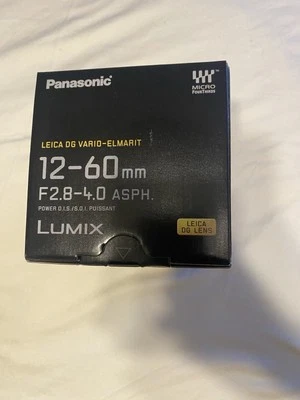 Panasonic
MICRO
FOURTHIRDS
LEICA DG VARIO-ELMARIT
12-60mm
F2.8-4.0 ASPH.
POWER O.I.S./S.O.I. PUISSANT
LUMIX
LEICA
DG LENS